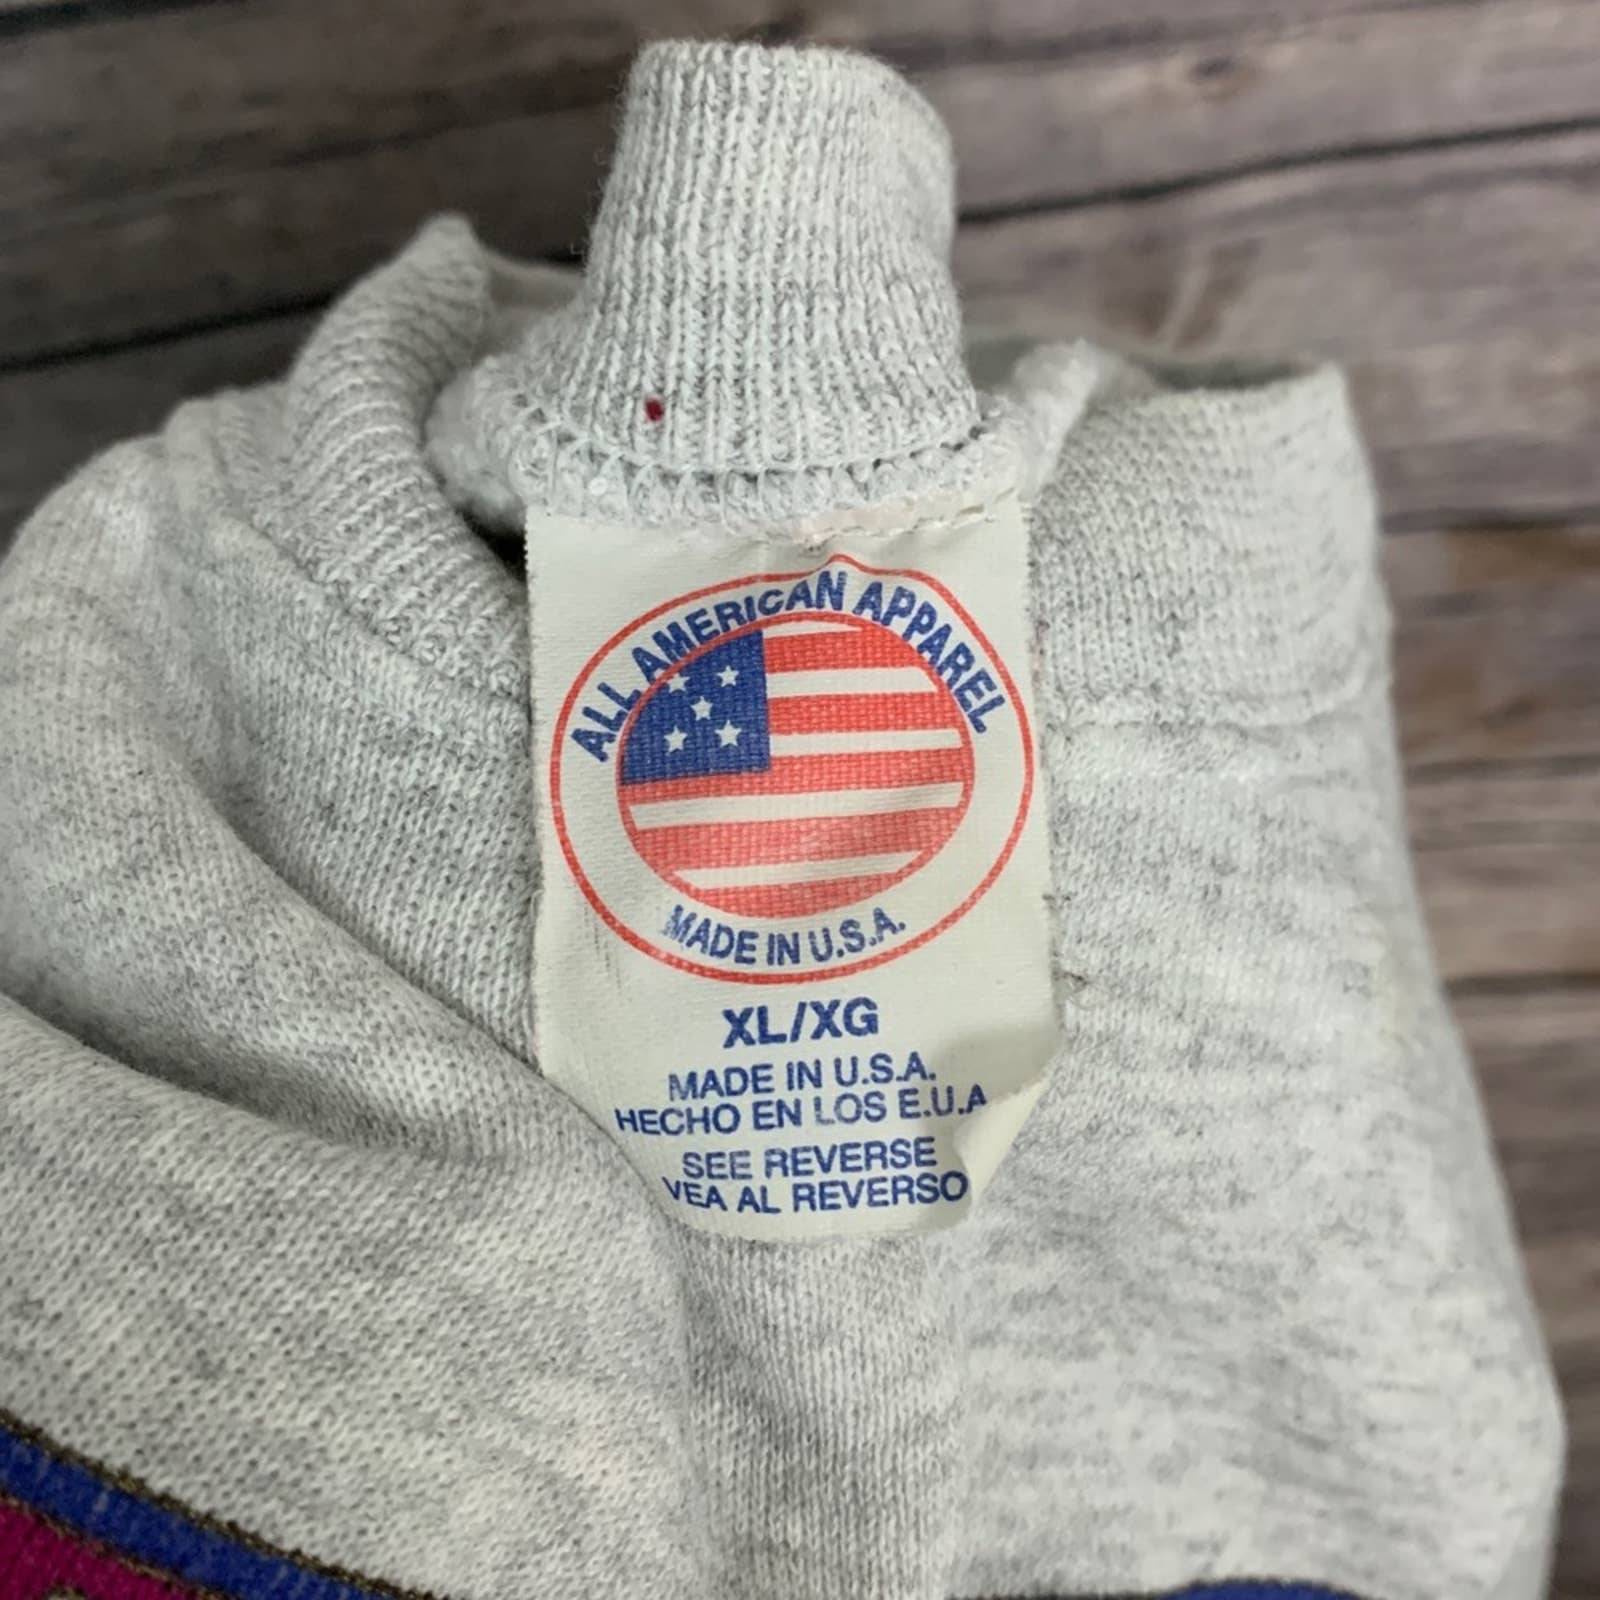 ALL AMERICAN APPAREL
MADE IN U.S.A.
XL/XG
MADE IN U.S.A.
HECHO EN LOS E.U.A
SEE REVERSE
VEA AL REVERSO